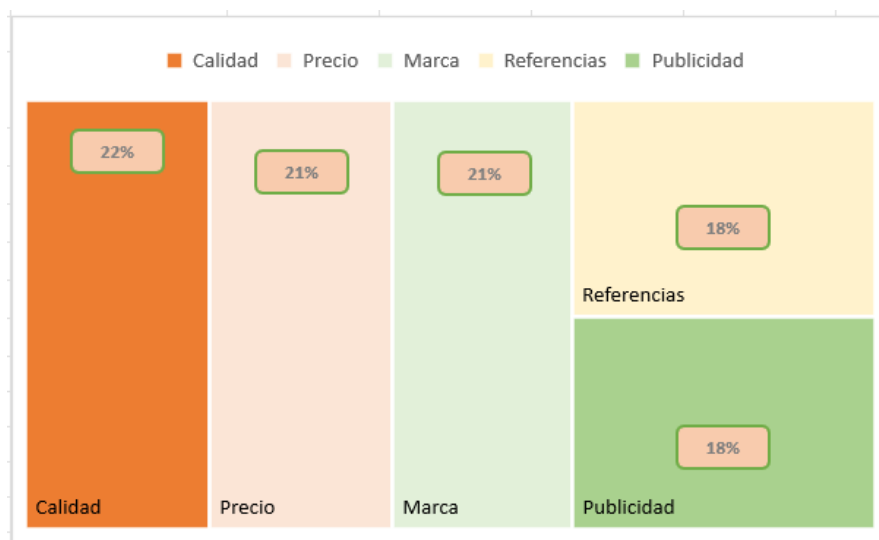 Calidad Precio Marca Referencias Publicidad
22%
21%
21%
18%
Referencias
18%
Calidad
Precio
Marca
Publicidad